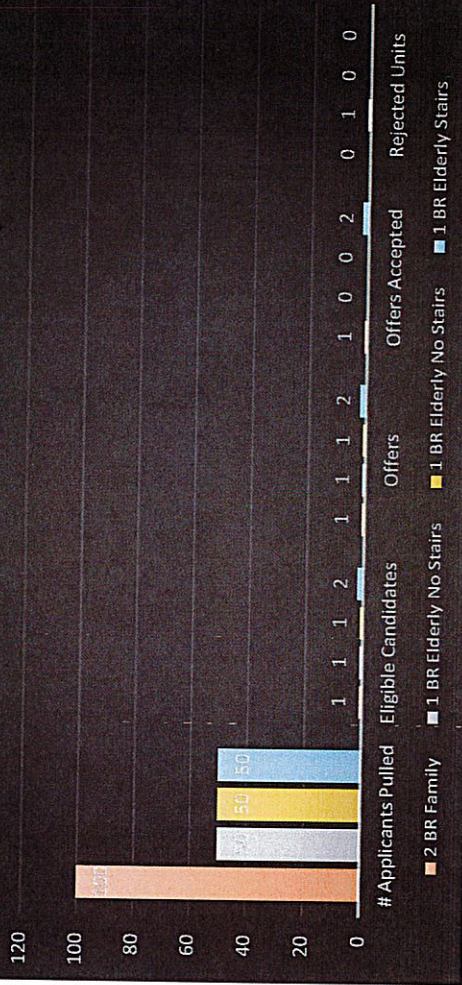 120
100
80
60
40
20
0
100 50 50 50
1 1 1 2
1 1 1 2
1 0 0 2
0 1 0 0
# Applicants Pulled
Eligible Candidates
Offers
Offers Accepted
Rejected Units
2 BR Family
1 BR Elderly No Stairs
1 BR Elderly No Stairs
1 BR Elderly Stairs